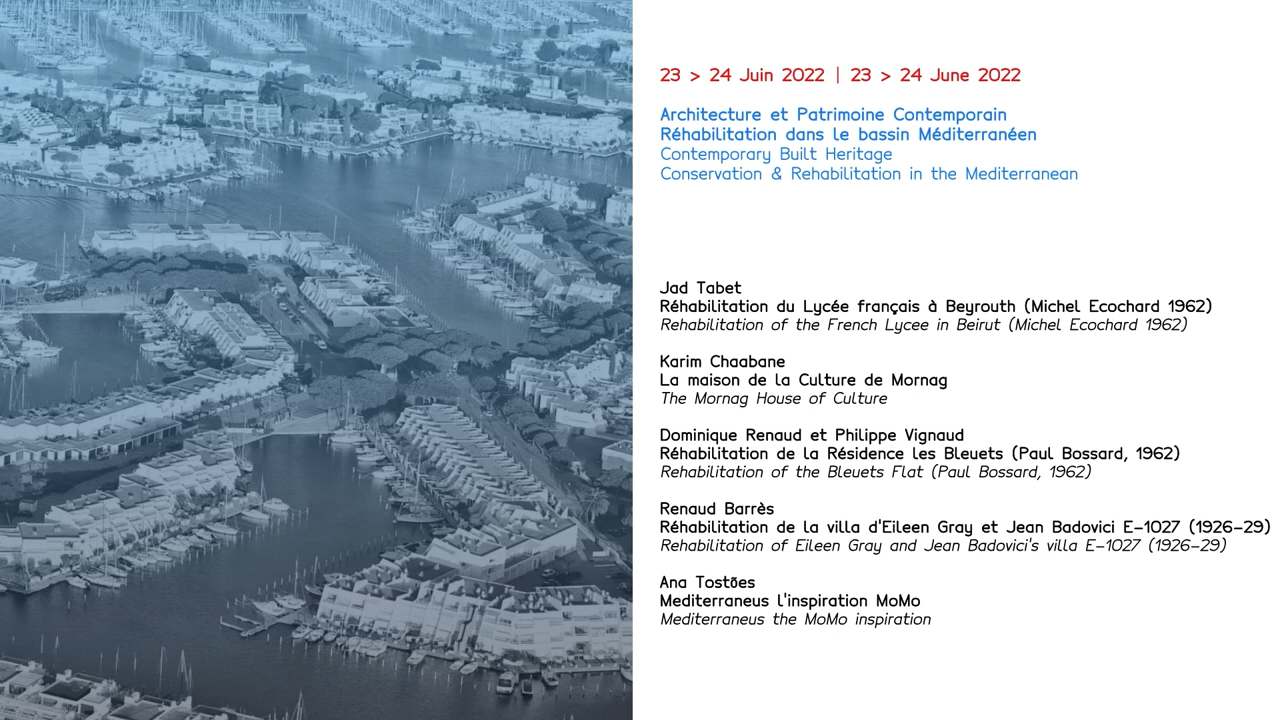 23 > 24 Juin 2022 | 23 > 24 June 2022
Architecture et Patrimoine Contemporain
Réhabilitation dans le bassin Méditerranéen
Contemporary Built Heritage
Conservation & Rehabilitation in the Mediterranean
Jad Tabet
Réhabilitation du Lycée français à Beyrouth (Michel Ecochard 1962)
Rehabilitation of the French Lycee in Beirut (Michel Ecochard 1962)
Karim Chaabane
La maison de la Culture de Mornag
The Mornag House of Culture
Dominique Renaud et Philippe Vignaud
Réhabilitation de la Résidence les Bleuets (Paul Bossard, 1962)
Rehabilitation of the Bleuets Flat (Paul Bossard, 1962)
Renaud Barrès
Réhabilitation de la villa d'Eileen Gray et Jean Badovici E-1027 (1926-29)
Rehabilitation of Eileen Gray and Jean Badovici's villa E-1027 (1926-29)
Ana Tostões
Mediterraneus l'inspiration MoMo
Mediterraneus the MoMo inspiration